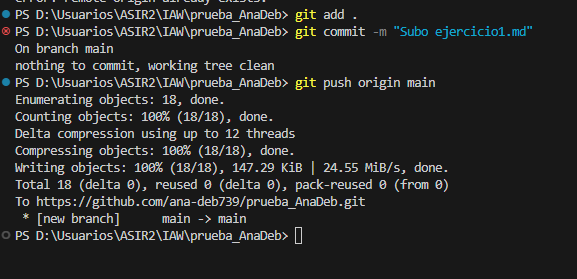 error: remote origin already exists.
PS D:\Usuarios\ASIR2\IAW\prueba_AnaDeb> git add .
PS D:\Usuarios\ASIR2\IAW\prueba_AnaDeb> git commit -m "Subo ejercicio1.md"
On branch main
nothing to commit, working tree clean
PS D:\Usuarios\ASIR2\IAW\prueba_AnaDeb> git push origin main
Enumerating objects: 18, done.
Counting objects: 100% (18/18), done.
Delta compression using up to 12 threads
Compressing objects: 100% (18/18), done.
Writing objects: 100% (18/18), 147.29 KiB | 24.55 MiB/s, done.
Total 18 (delta 0), reused 0 (delta 0), pack-reused 0 (from 0)
To https://github.com/ana-deb739/prueba_AnaDeb.git
 * [new branch]      main -> main
PS D:\Usuarios\ASIR2\IAW\prueba_AnaDeb>